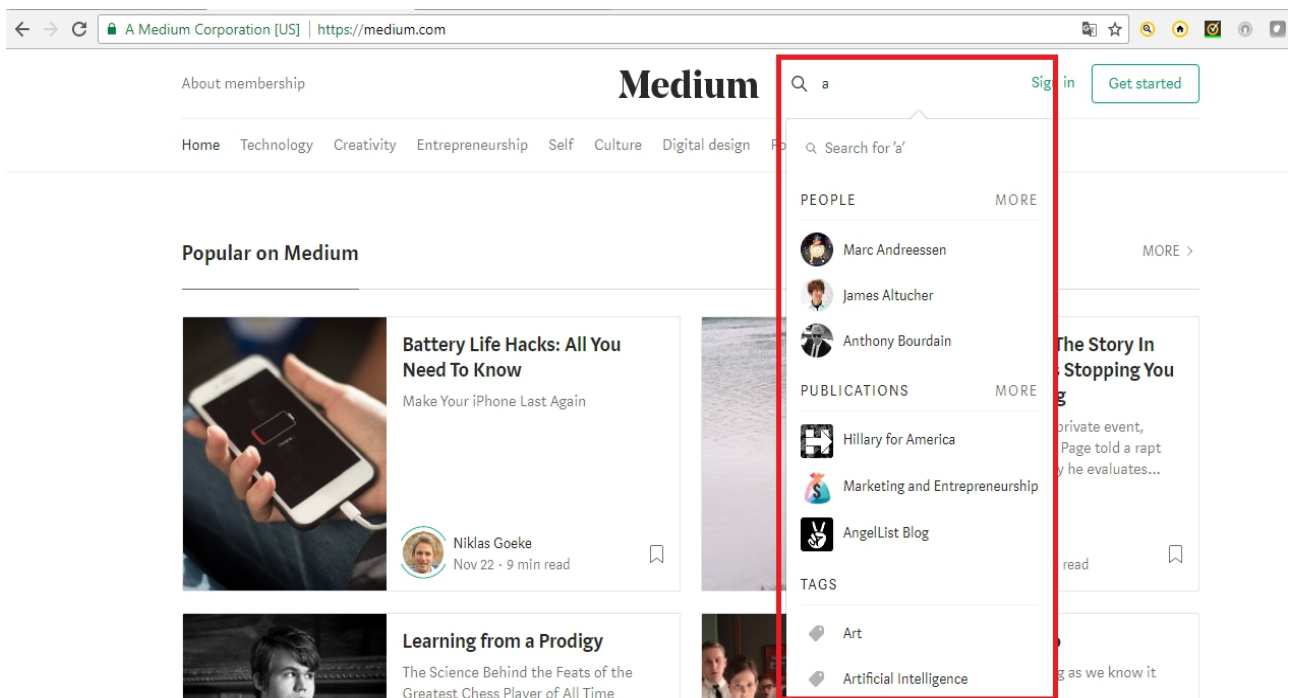 A Medium Corporation [US] | https://medium.com
About membership
Medium
a
Sign in
Get started
Home Technology Creativity Entrepreneurship Self Culture Digital design
Search for 'a'
PEOPLE MORE
Marc Andreessen
James Altucher
Anthony Bourdain
PUBLICATIONS MORE
Hillary for America
Marketing and Entrepreneurship
AngelList Blog
TAGS
Art
Artificial Intelligence
Popular on Medium
MORE >
Battery Life Hacks: All You
Need To Know
Make Your iPhone Last Again
Niklas Goeke
Nov 22 · 9 min read
The Story In
Stopping You
private event,
Page told a rapt
he evaluates...
read
Learning from a Prodigy
The Science Behind the Feats of the
Greatest Chess Player of All Time
as we know it